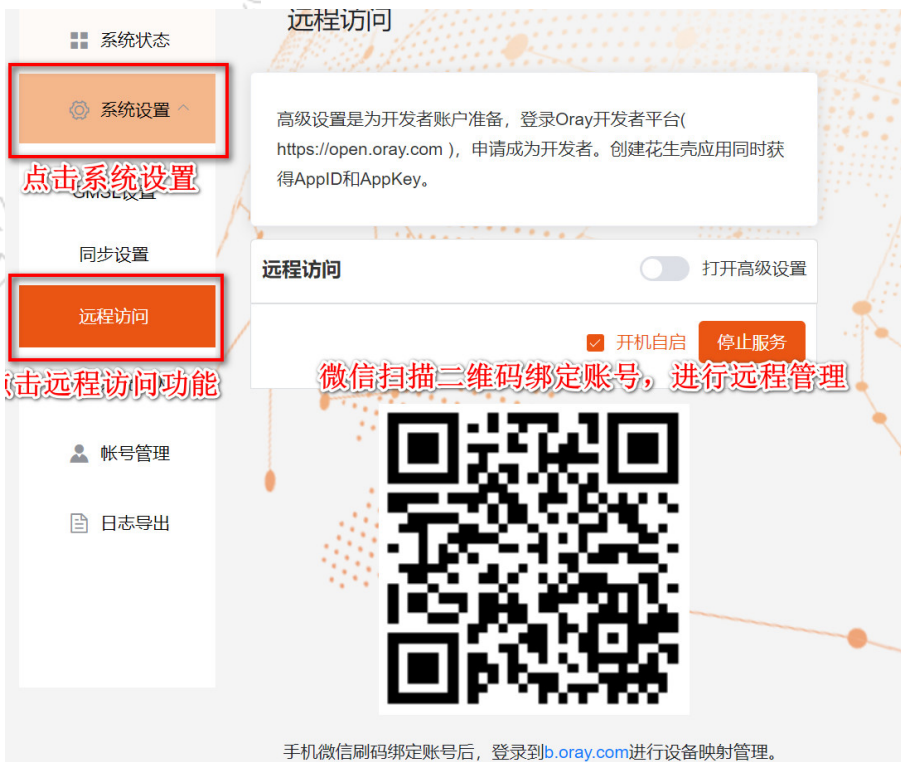 远程访问
系统状态
系统设置
点击系统设置
高级设置是为开发者账户准备，登录Oray开发者平台(
https://open.oray.com )，申请成为开发者。创建花生壳应用同时获
得AppID和AppKey。
同步设置
远程访问
打开高级设置
远程访问
开机自启
停止服务
击远程访问功能
微信扫描二维码绑定账号，进行远程管理
帐号管理
日志导出
手机微信刷码绑定账号后，登录到b.oray.com进行设备映射管理。